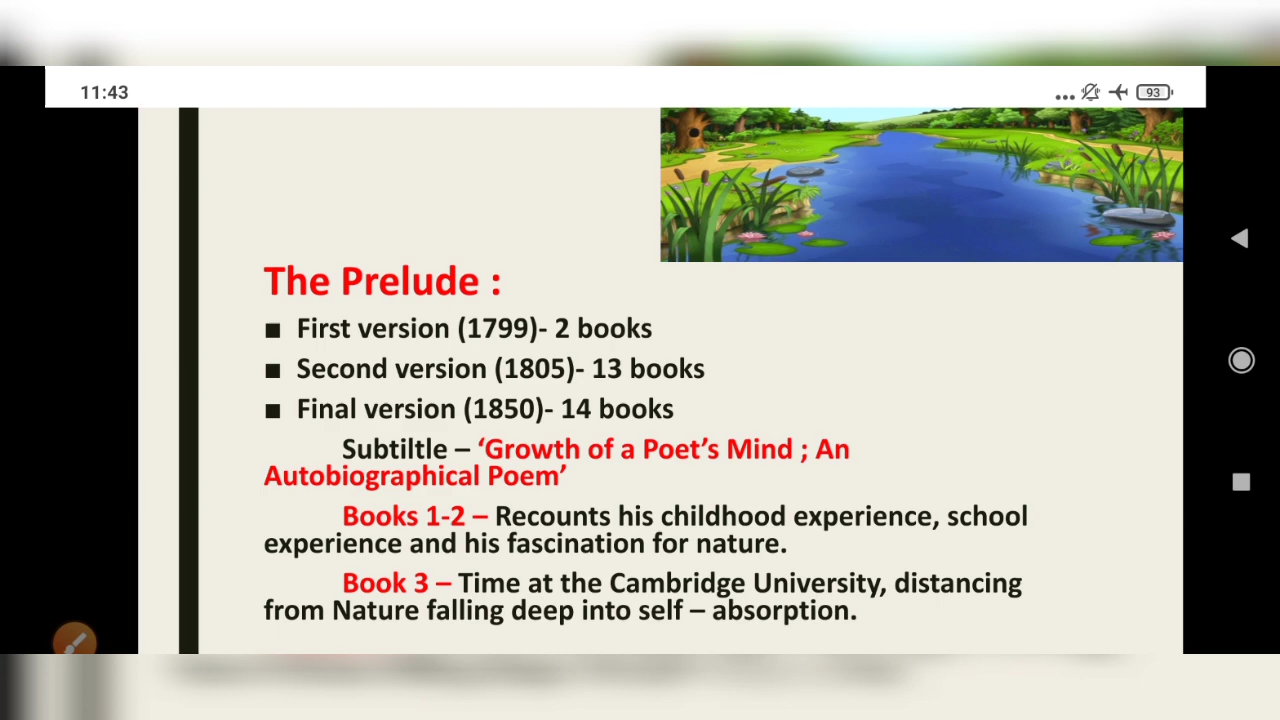 11:43
93
The Prelude :
■ First version (1799)- 2 books
■ Second version (1805)- 13 books
■ Final version (1850)- 14 books
Subtiltle – ‘Growth of a Poet’s Mind ; An
Autobiographical Poem’
Books 1-2 – Recounts his childhood experience, school
experience and his fascination for nature.
Book 3 – Time at the Cambridge University, distancing
from Nature falling deep into self – absorption.